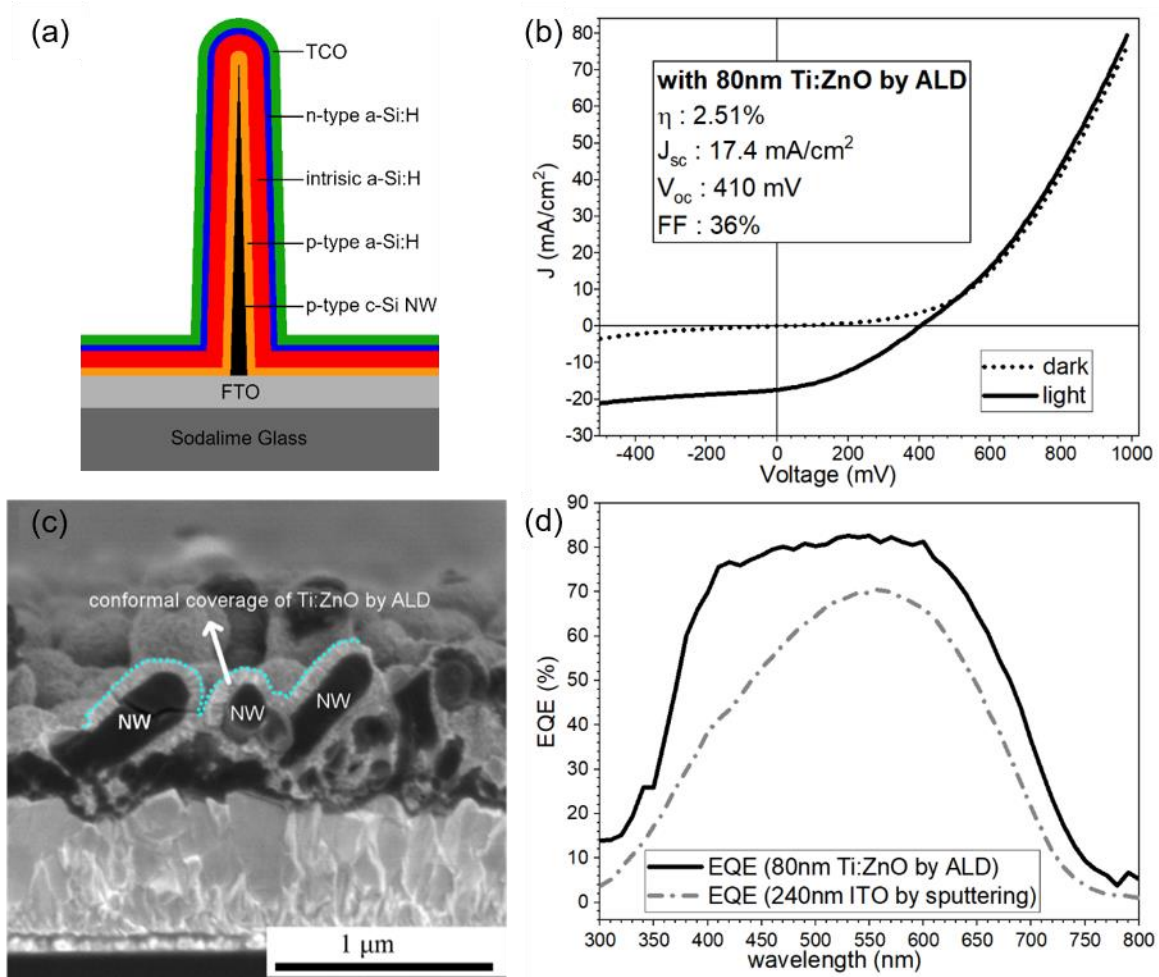 (a)
TCO
n-type a-Si:H
intrisic a-Si:H
p-type a-Si:H
p-type c-Si NW
FTO
Sodalime Glass
(b)
80
70
60
50
40
30
20
10
0
-10
-20
-30
J (mA/cm²)
with 80nm Ti:ZnO by ALD
η : 2.51%
Jsc : 17.4 mA/cm²
Voc : 410 mV
FF : 36%
dark
light
-400 -200 0 200 400 600 800 1000
Voltage (mV)
(c)
conformal coverage of Ti:ZnO by ALD
NW
NW
NW
1 μm
(d)
90
80
70
60
50
40
30
20
10
0
EQE (%)
EQE (80nm Ti:ZnO by ALD)
EQE (240nm ITO by sputtering)
300 350 400 450 500 550 600 650 700 750 800
wavelength (nm)